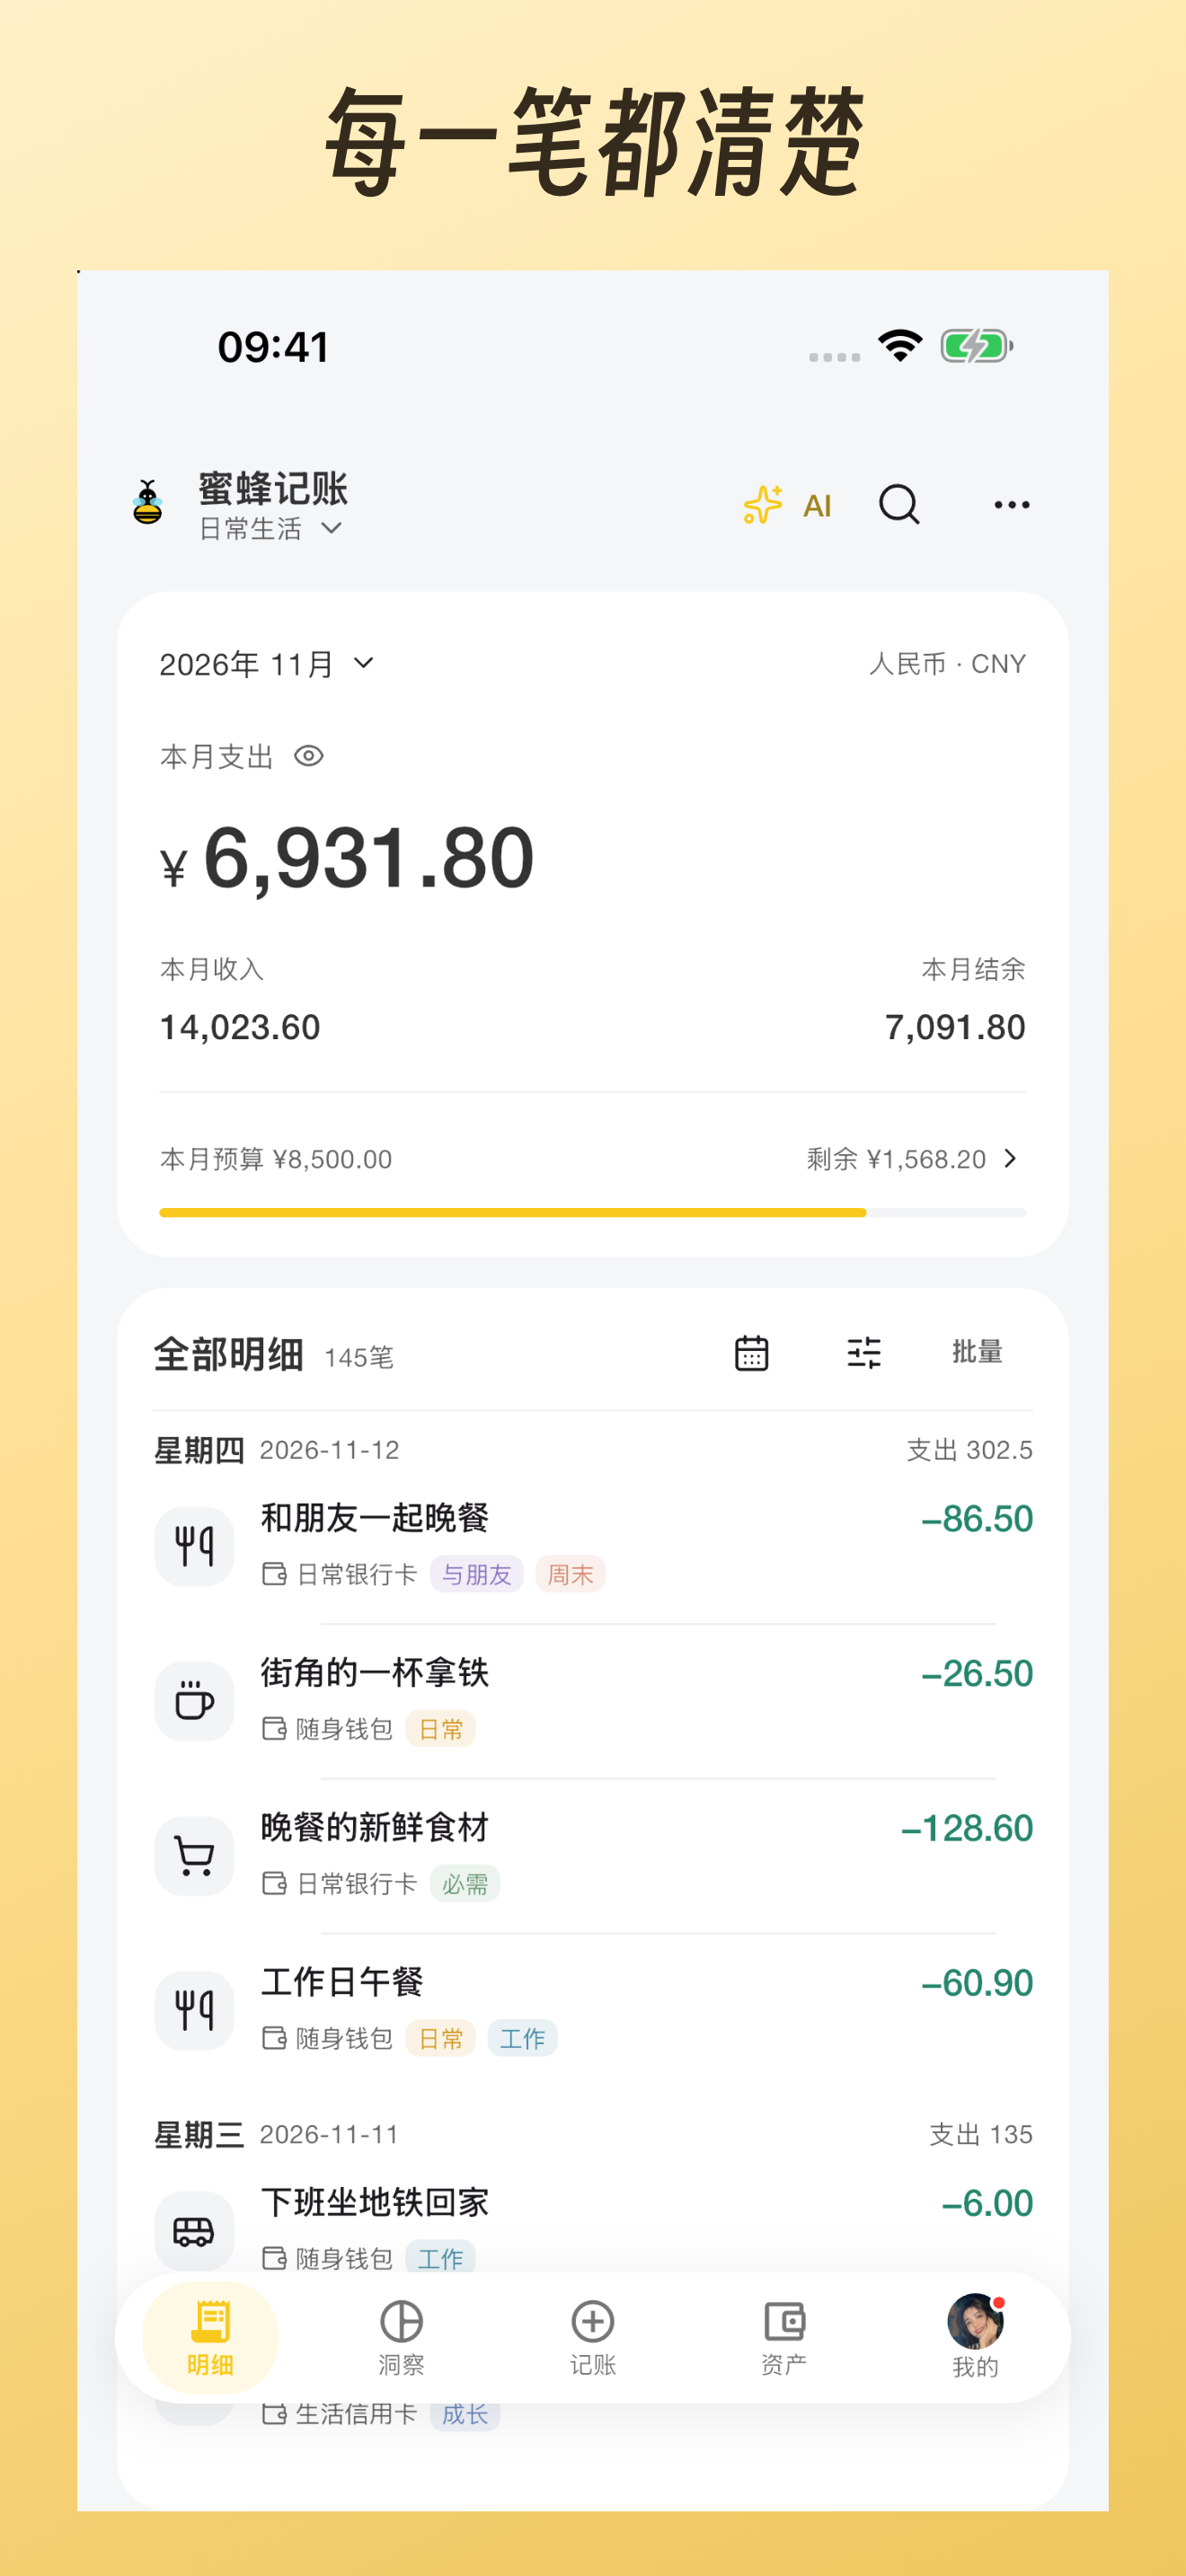 每一笔都清楚
09:41
蜜蜂记账
日常生活
AI
2026年 11月
人民币 · CNY
本月支出
¥ 6,931.80
本月收入
本月结余
14,023.60
7,091.80
本月预算 ¥8,500.00
剩余 ¥1,568.20
全部明细 145笔
批量
星期四 2026-11-12
支出 302.5
和朋友一起晚餐
-86.50
日常银行卡 与朋友 周末
街角的一杯拿铁
-26.50
随身钱包 日常
晚餐的新鲜食材
-128.60
日常银行卡 必需
工作日午餐
-60.90
随身钱包 日常 工作
星期三 2026-11-11
支出 135
下班坐地铁回家
-6.00
随身钱包 工作
明细
洞察
记账
资产
我的
生活信用卡 成长